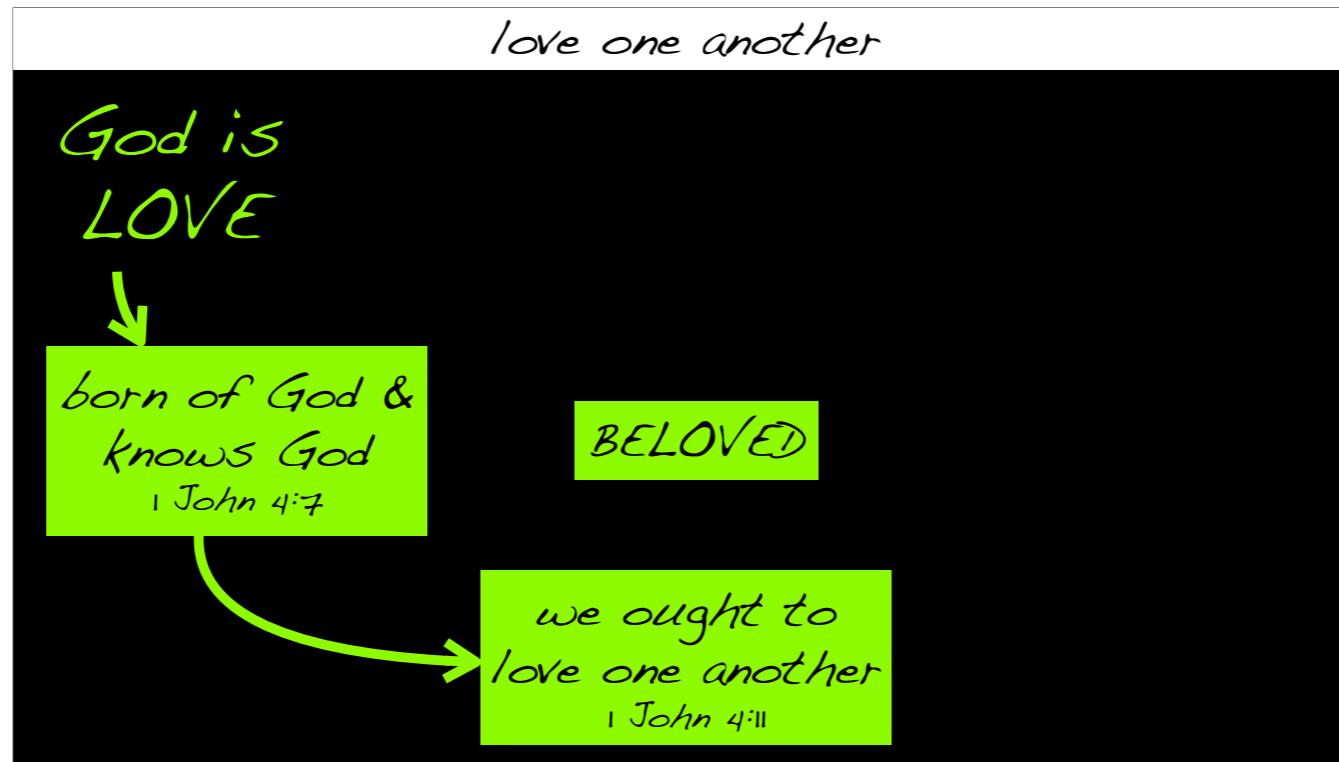 love one another
God is
LOVE
born of God &
knows God
1 John 4:7
BELOVED
we ought to
love one another
1 John 4:11